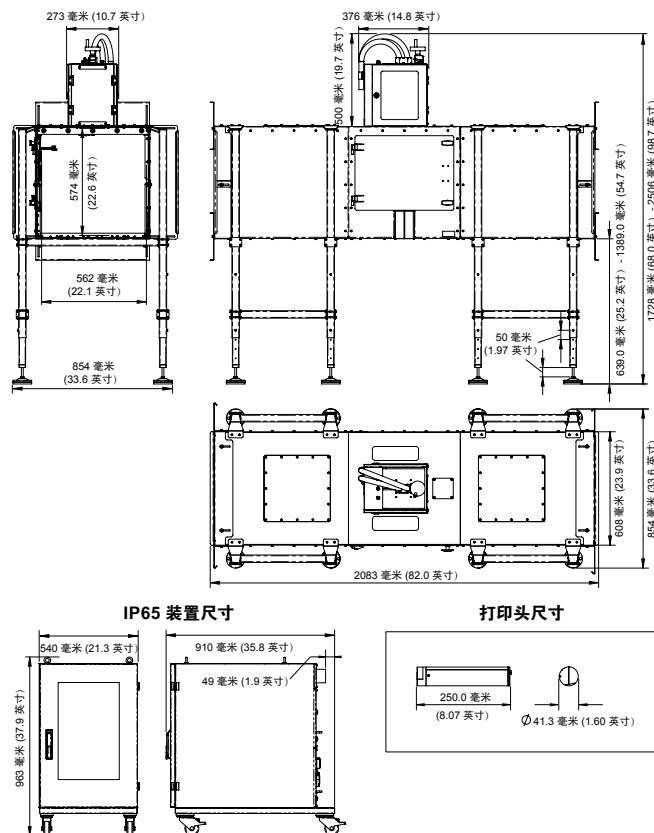 273 毫米 (10.7 英寸)
376 毫米 (14.8 英寸)
500 毫米 (19.7 英寸)
574 毫米
(22.6 英寸)
562 毫米
(22.1 英寸)
854 毫米
(33.6 英寸)
50 毫米
(1.97 英寸)
639.0 毫米 (25.2 英寸) - 1389.0 毫米 (54.7 英寸)
1728 毫米 (68.0 英寸) - 2506 毫米 (98.7 英寸)
608 毫米 (23.9 英寸)
854 毫米 (33.6 英寸)
2083 毫米 (82.0 英寸)
IP65 装置尺寸
打印头尺寸
540 毫米 (21.3 英寸)
910 毫米 (35.8 英寸)
49 毫米 (1.9 英寸)
963 毫米 (37.9 英寸)
250.0 毫米
(8.07 英寸)
∅ 41.3 毫米 (1.60 英寸)